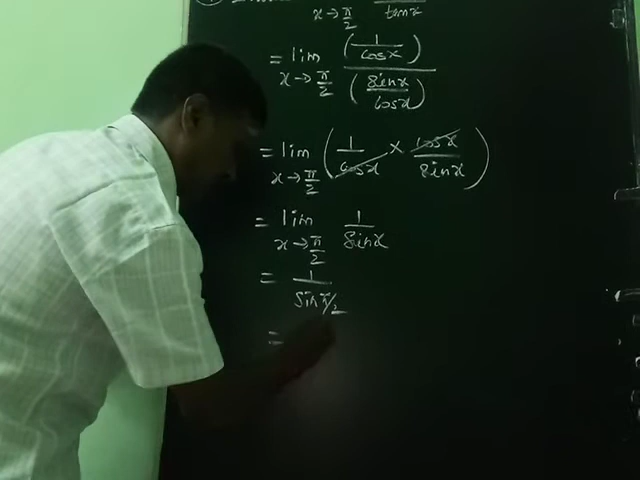 x→π/2 tanx
= lim x→π/2 (1/cosx) / (sinx/cosx)
= lim x→π/2 (1/cosx × cosx/sinx)
= lim x→π/2 1/sinx
= 1/sin π/2
=